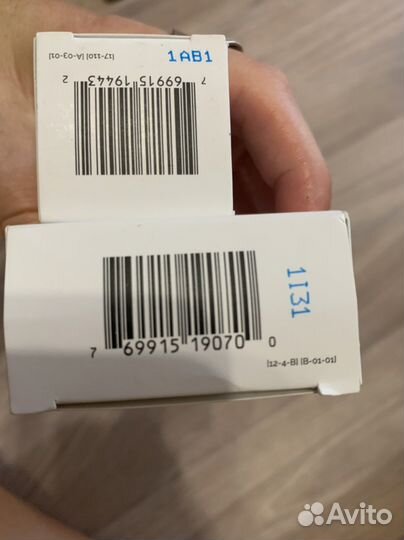 1AB1
[17-110] [A-03-01]
7 69915 19443 2
1I31
7 69915 19070 0
[12-4-B] [B-01-01]
Avito